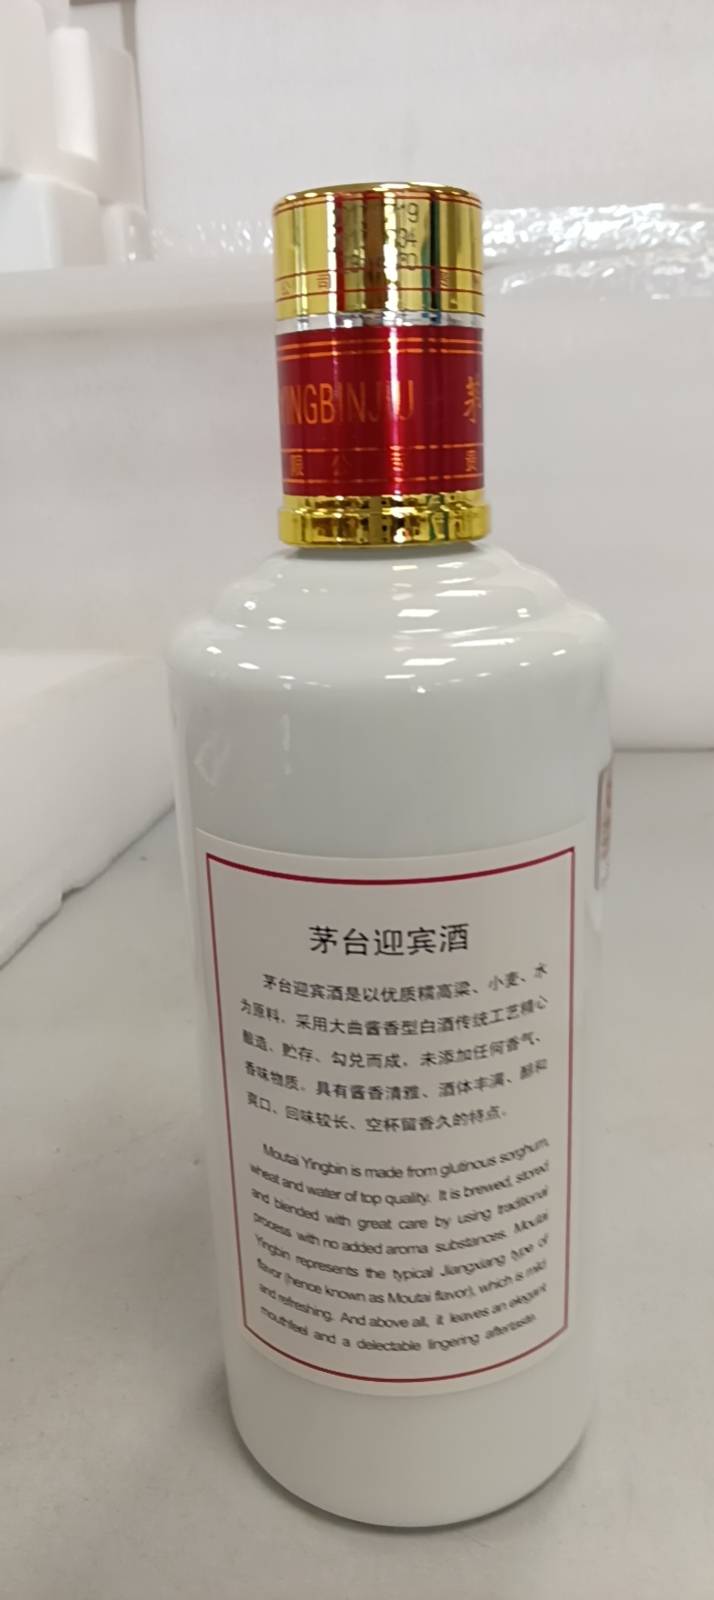 公司
YINGBINJIU 茅
限公司 贵
茅台迎宾酒
茅台迎宾酒是以优质糯高粱、小麦、水
为原料，采用大曲酱香型白酒传统工艺精心
酿造、贮存、勾兑而成，未添加任何香气、
香味物质。具有酱香清雅、酒体丰满、醇和
爽口、回味较长、空杯留香久的特点。
Moutai Yingbin is made from glutinous sorghum,
wheat and water of top quality. It is brewed, stored
and blended with great care by using traditional
process with no added aroma substances. Moutai
Yingbin represents the typical Jiangxiang type of
flavor (hence known as Moutai flavor), which is mild
and refreshing. And above all, it leaves an elegant
mouthfeel and a delectable lingering aftertaste.